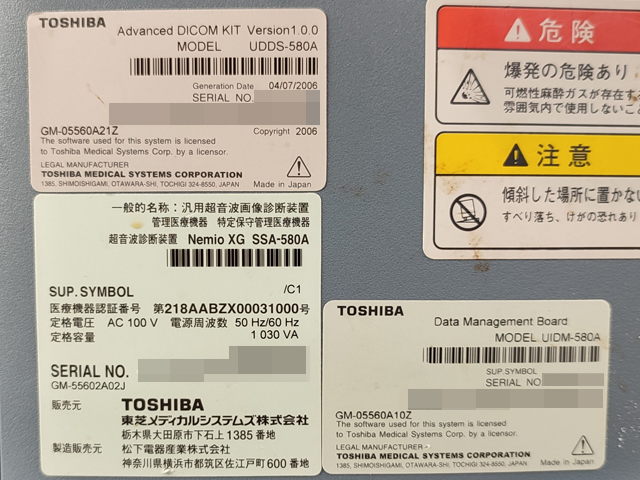 TOSHIBA
Advanced DICOM KIT Version1.0.0
MODEL UDDS-580A
Generation Date 04/07/2006
SERIAL NO.
GM-05560A21Z
Copyright 2006
The software used for this system is licensed
to Toshiba Medical Systems Corp. by a licensor.
LEGAL MANUFACTURER
TOSHIBA MEDICAL SYSTEMS CORPORATION
1385, SHIMOISHIGAMI, OTAWARA-SHI, TOCHIGI 324-8550, JAPAN
Made in Japan
一般的名称：汎用超音波画像診断装置
管理医療機器 特定保守管理医療機器
超音波診断装置 Nemio XG SSA-580A
SUP. SYMBOL /C1
医療機器認証番号 第218AABZX00031000号
定格電圧 AC 100 V 電源周波数 50 Hz/60 Hz
定格容量 1 030 VA
SERIAL NO.
GM-55602A02J
販売元 TOSHIBA
東芝メディカルシステムズ株式会社
栃木県大田原市下石上1385番地
製造販売元 松下電器産業株式会社
神奈川県横浜市都筑区佐江戸町600番地
危険
爆発の危険あり
可燃性麻酔ガスが存在す
雰囲気内で使用しないこ
注意
傾斜した場所に置かな
すべり落ち、けがの恐れあり
TOSHIBA
Data Management Board
MODEL UIDM-580A
SUP. SYMBOL
SERIAL NO.
GM-05560A10Z
The software used for this system is licensed
to Toshiba Medical Systems Corp. by a licensor.
LEGAL MANUFACTURER
TOSHIBA MEDICAL SYSTEMS CORPORATION
1385, SHIMOISHIGAMI, OTAWARA-SHI, TOCHIGI 324-8550, JAPAN
Made in Japan